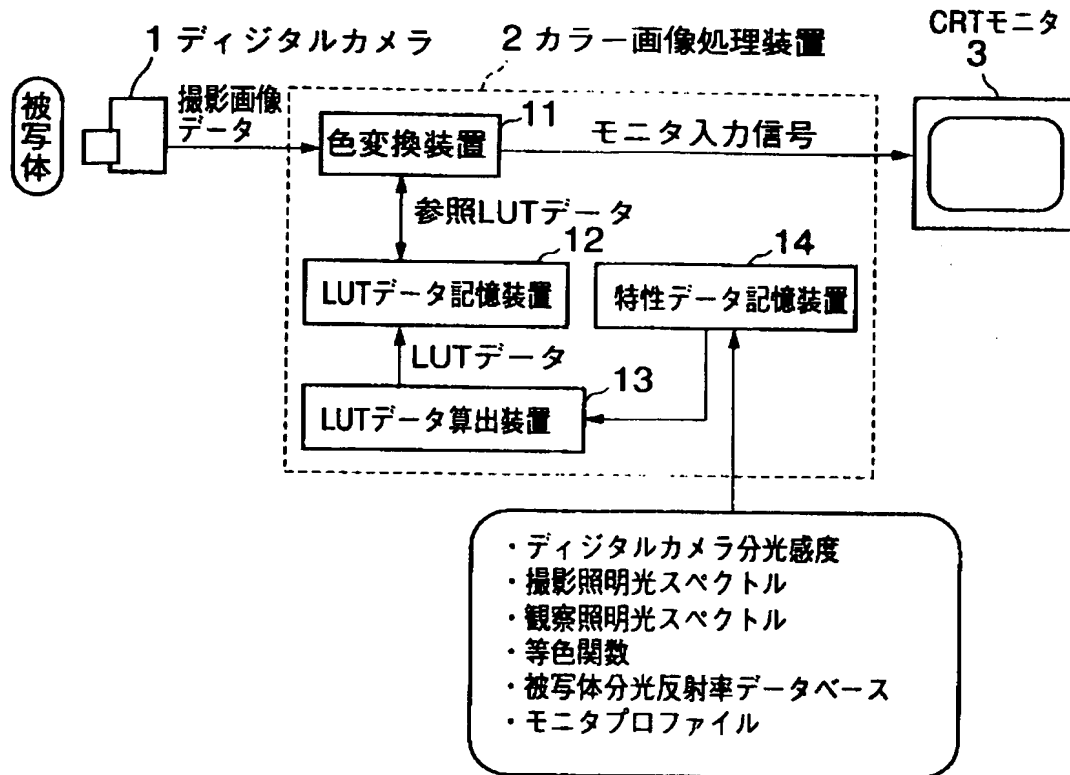 1 ディジタルカメラ
2 カラー画像処理装置
CRTモニタ
3
被写体
撮影画像
データ
11
色変換装置
モニタ入力信号
参照LUTデータ
12
14
LUTデータ記憶装置
特性データ記憶装置
LUTデータ
13
LUTデータ算出装置
・ディジタルカメラ分光感度
・撮影照明光スペクトル
・観察照明光スペクトル
・等色関数
・被写体分光反射率データベース
・モニタプロファイル